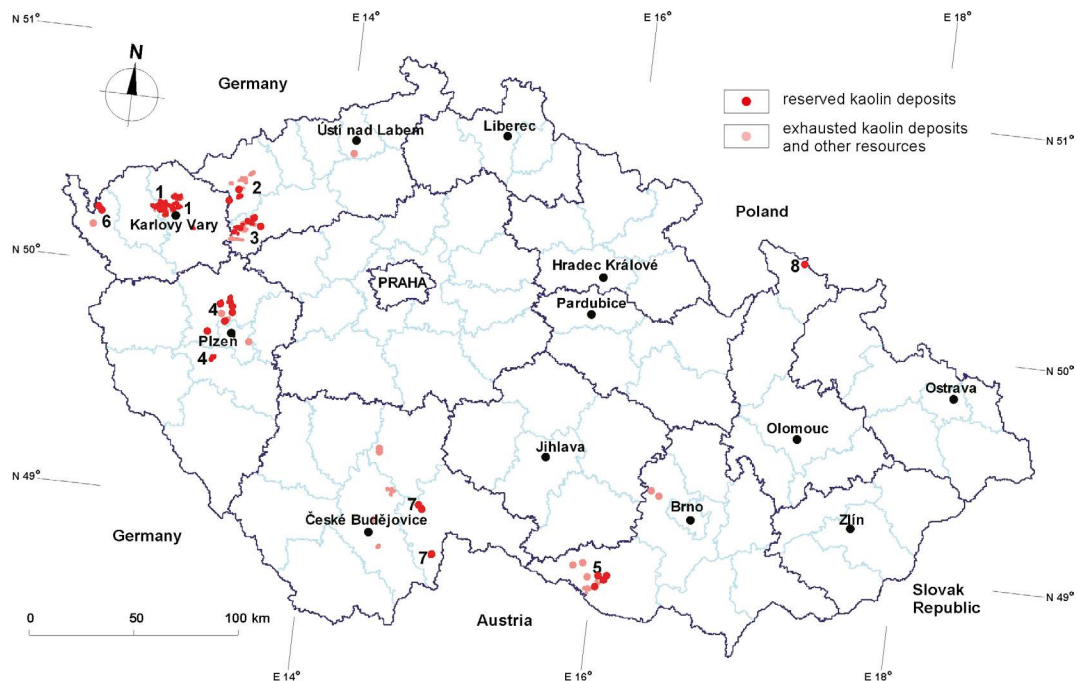 N 51°
E 14°
E 16°
E 18°
N
Germany
reserved kaolin deposits
Ústí nad Labem
Liberec
exhausted kaolin deposits
and other resources
N 51°
2
1
1
6
Karlovy Vary
3
Poland
N 50°
Hradec Králové
8
PRAHA
Pardubice
4
Plzeň
4
N 50°
Ostrava
Olomouc
Jihlava
N 49°
7
Brno
České Budějovice
Zlín
Germany
7
5
Slovak
Republic
N 49°
0
50
100 km
Austria
E 14°
E 16°
E 18°